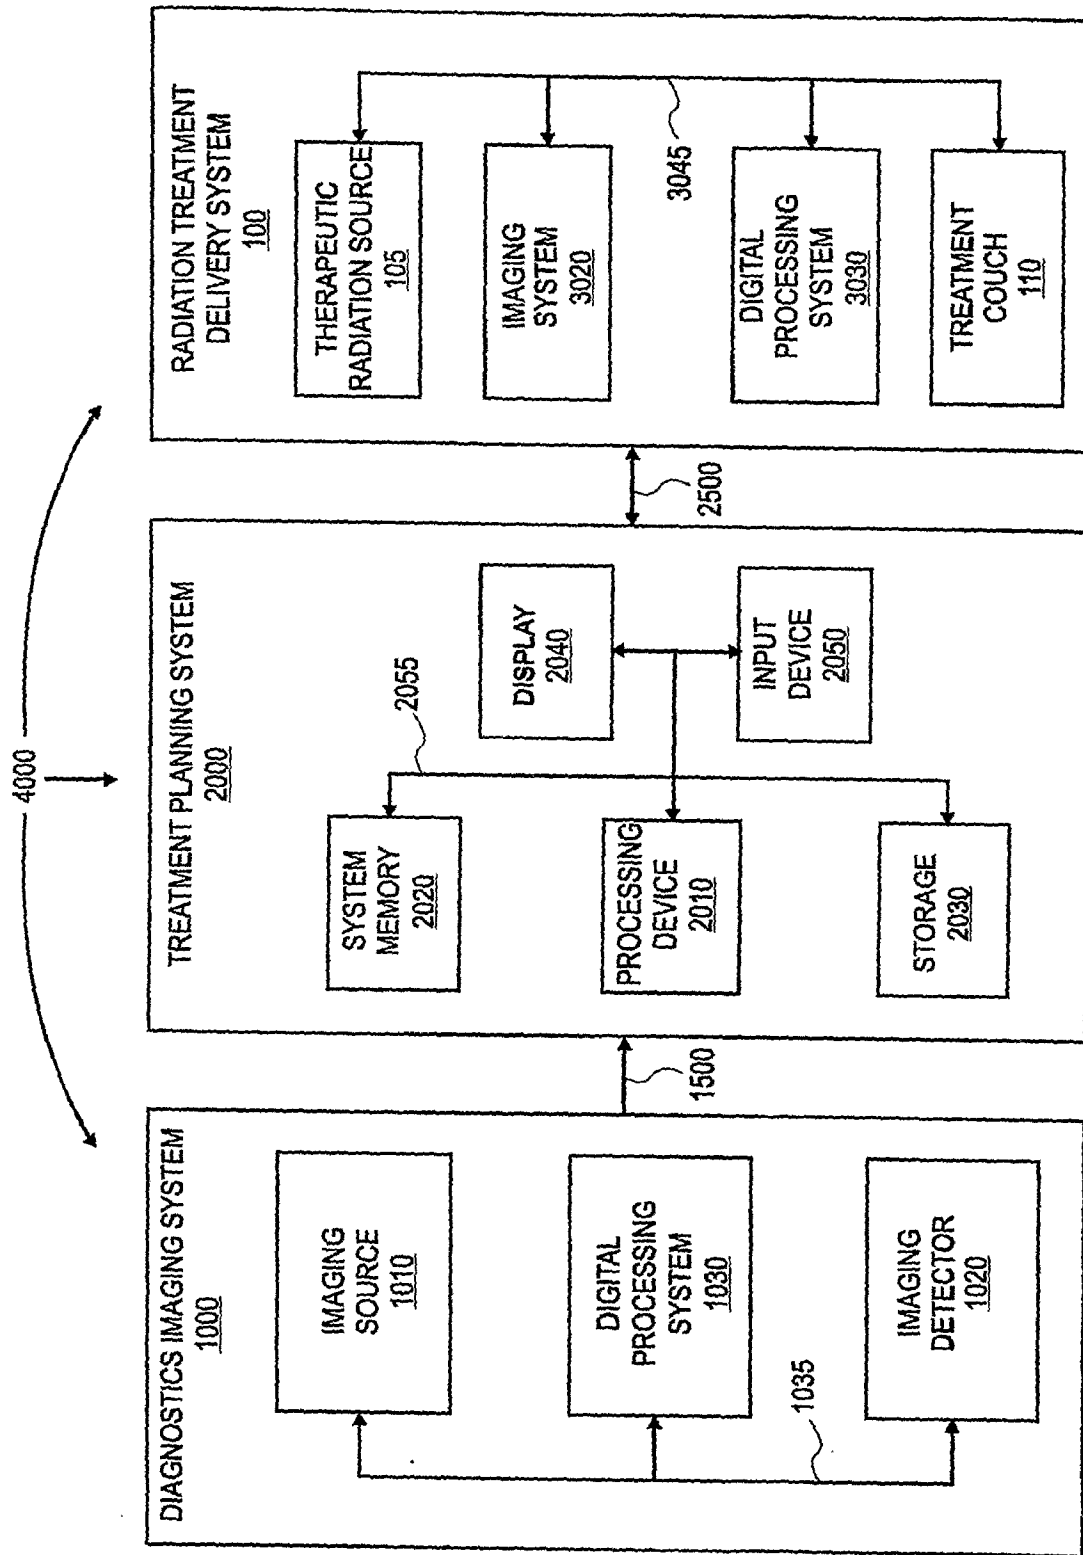 4000
DIAGNOSTICS IMAGING SYSTEM
1000
IMAGING
SOURCE
1010
DIGITAL
PROCESSING
SYSTEM
1030
IMAGING
DETECTOR
1020
1035
1500
TREATMENT PLANNING SYSTEM
2000
SYSTEM
MEMORY
2020
2055
PROCESSING
DEVICE
2010
STORAGE
2030
DISPLAY
2040
INPUT
DEVICE
2050
2500
RADIATION TREATMENT
DELIVERY SYSTEM
100
THERAPEUTIC
RADIATION SOURCE
105
IMAGING
SYSTEM
3020
DIGITAL
PROCESSING
SYSTEM
3030
TREATMENT
COUCH
110
3045